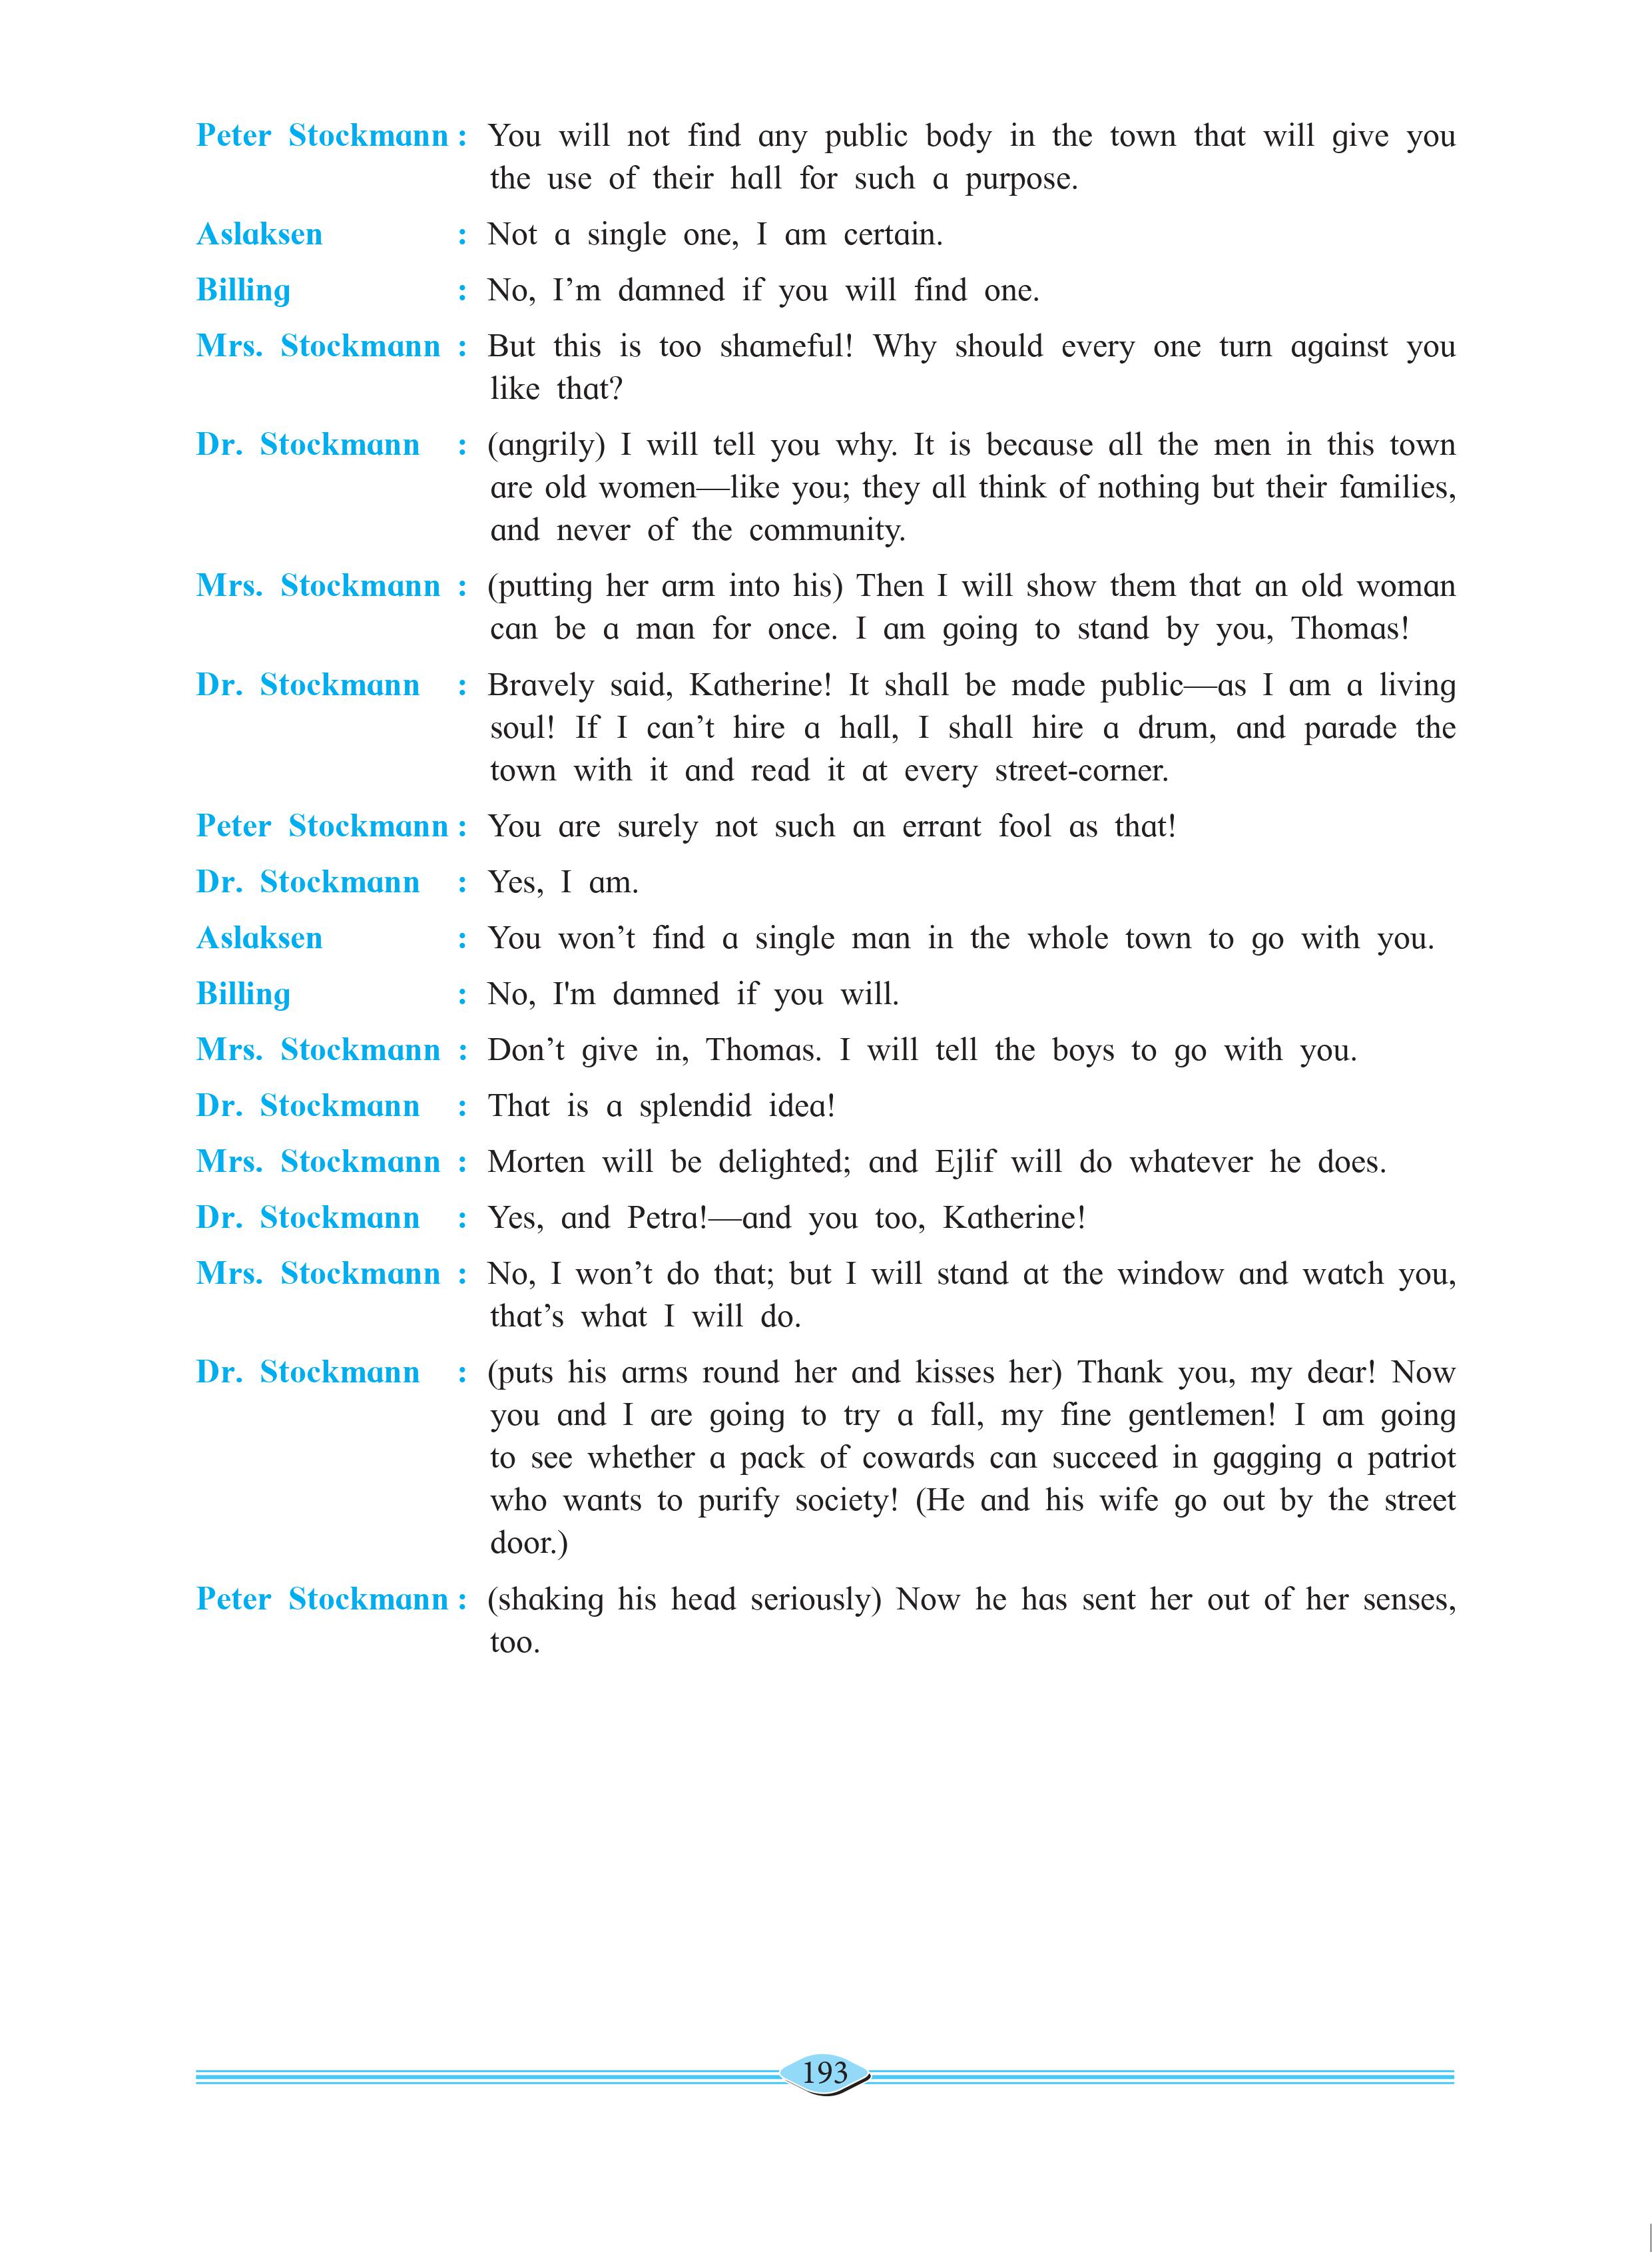 Peter Stockmann : You will not find any public body in the town that will give you
the use of their hall for such a purpose.
Aslaksen : Not a single one, I am certain.
Billing : No, I’m damned if you will find one.
Mrs. Stockmann : But this is too shameful! Why should every one turn against you
like that?
Dr. Stockmann : (angrily) I will tell you why. It is because all the men in this town
are old women—like you; they all think of nothing but their families,
and never of the community.
Mrs. Stockmann : (putting her arm into his) Then I will show them that an old woman
can be a man for once. I am going to stand by you, Thomas!
Dr. Stockmann : Bravely said, Katherine! It shall be made public—as I am a living
soul! If I can’t hire a hall, I shall hire a drum, and parade the
town with it and read it at every street-corner.
Peter Stockmann : You are surely not such an errant fool as that!
Dr. Stockmann : Yes, I am.
Aslaksen : You won’t find a single man in the whole town to go with you.
Billing : No, I'm damned if you will.
Mrs. Stockmann : Don’t give in, Thomas. I will tell the boys to go with you.
Dr. Stockmann : That is a splendid idea!
Mrs. Stockmann : Morten will be delighted; and Ejlif will do whatever he does.
Dr. Stockmann : Yes, and Petra!—and you too, Katherine!
Mrs. Stockmann : No, I won’t do that; but I will stand at the window and watch you,
that’s what I will do.
Dr. Stockmann : (puts his arms round her and kisses her) Thank you, my dear! Now
you and I are going to try a fall, my fine gentlemen! I am going
to see whether a pack of cowards can succeed in gagging a patriot
who wants to purify society! (He and his wife go out by the street
door.)
Peter Stockmann : (shaking his head seriously) Now he has sent her out of her senses,
too.
193